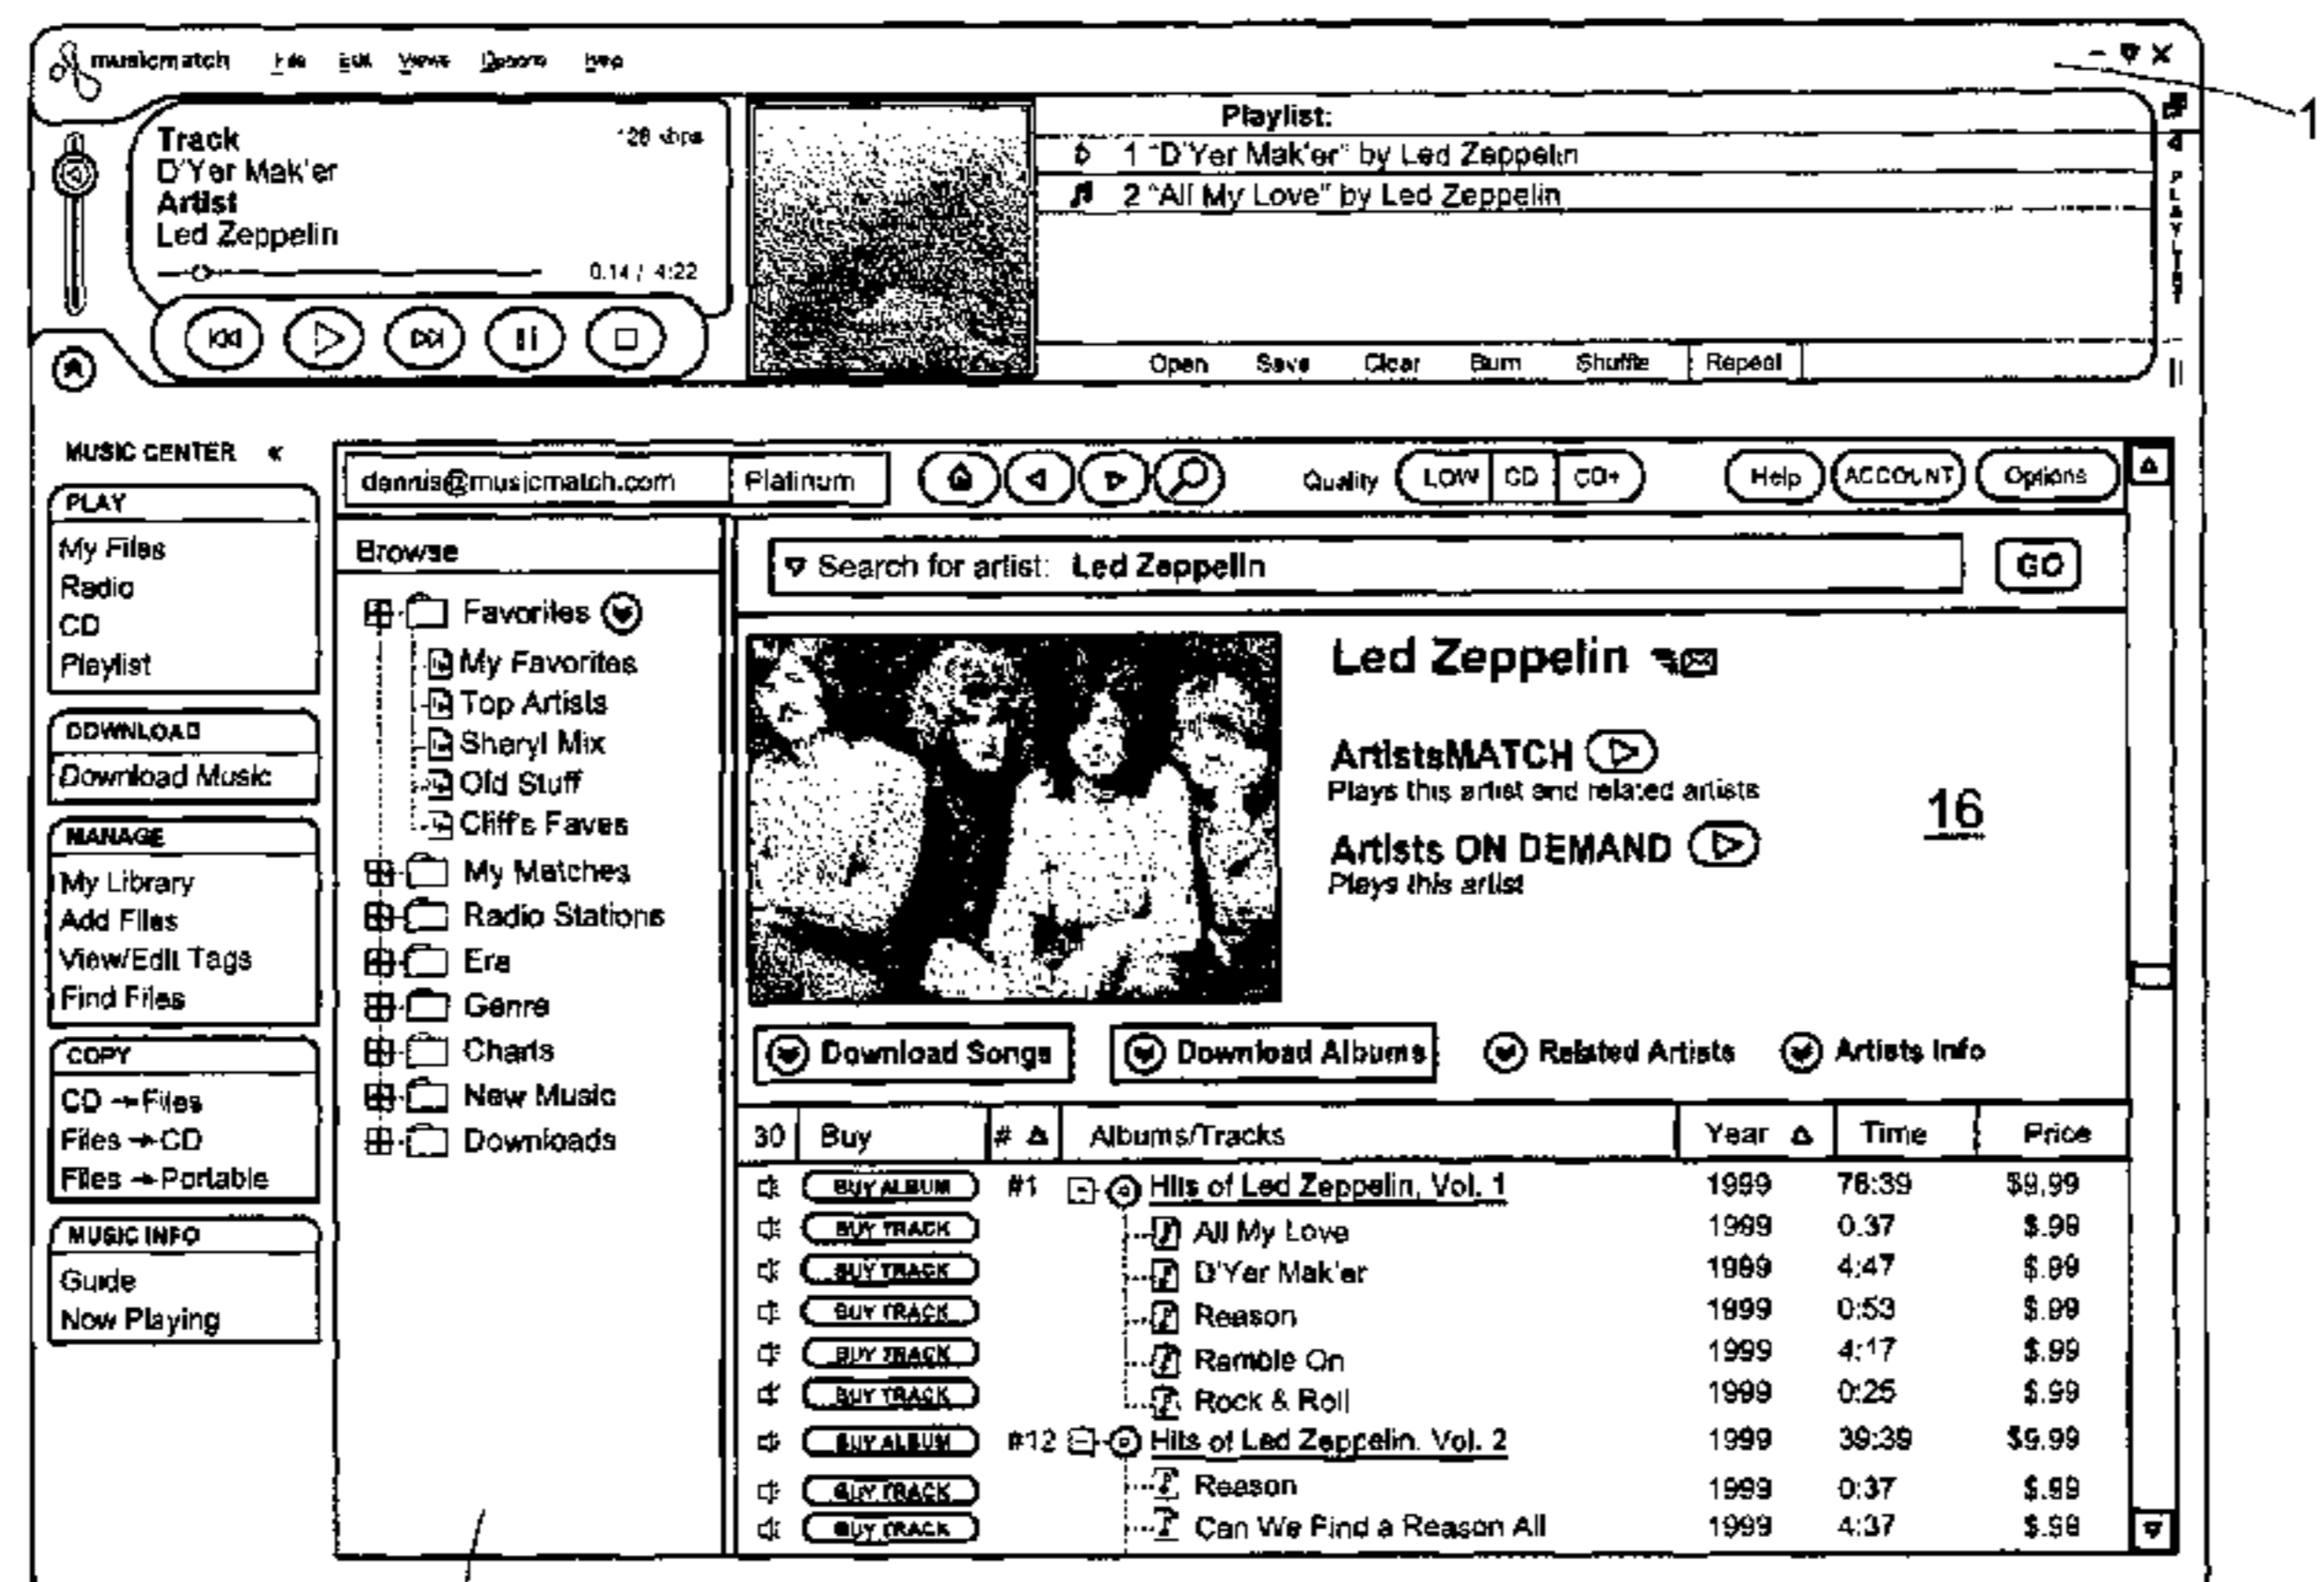 musicmatch File Edit Views Options Help
1
Track
128 kbps
D'Yer Mak'er
Artist
Led Zeppelin
0.14 / 4:22
Playlist:
1 "D'Yer Mak'er" by Led Zeppelin
2 "All My Love" by Led Zeppelin
Open Save Clear Burn Shuffle Repeat
PLAYLIST
MUSIC CENTER «
PLAY
My Files
Radio
CD
Playlist
DOWNLOAD
Download Music
MANAGE
My Library
Add Files
View/Edit Tags
Find Files
COPY
CD → Files
Files → CD
Files → Portable
MUSIC INFO
Guide
Now Playing
dennis@musicmatch.com Platinum
Quality LOW CD CD+ Help ACCOUNT Options
Browse
Favorites
My Favorites
Top Artists
Sheryl Mix
Old Stuff
Cliff's Faves
My Matches
Radio Stations
Era
Genre
Charts
New Music
Downloads
Search for artist: Led Zeppelin GO
Led Zeppelin
ArtistsMATCH
Plays this artist and related artists
16
Artists ON DEMAND
Plays this artist
Download Songs Download Albums Related Artists Artists Info
30 Buy # Albums/Tracks Year Time Price
BUY ALBUM #1 Hits of Led Zeppelin, Vol. 1 1999 78:39 $9.99
BUY TRACK All My Love 1999 0.37 $.99
BUY TRACK D'Yer Mak'er 1999 4:47 $.99
BUY TRACK Reason 1999 0:53 $.99
BUY TRACK Ramble On 1999 4:17 $.99
BUY TRACK Rock & Roll 1999 0:25 $.99
BUY ALBUM #12 Hits of Led Zeppelin. Vol. 2 1999 39:39 $9.99
BUY TRACK Reason 1999 0:37 $.99
BUY TRACK Can We Find a Reason All 1999 4:37 $.99